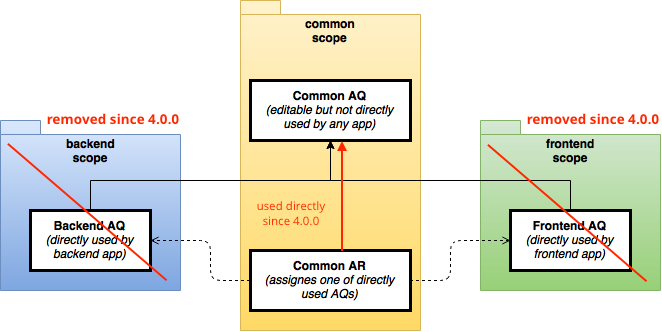 common
scope
Common AQ
(editable but not directly
used by any app)
removed since 4.0.0
backend
scope
Backend AQ
(directly used by
backend app)
used directly
since 4.0.0
Common AR
(assignes one of directly
used AQs)
removed since 4.0.0
frontend
scope
Frontend AQ
(directly used by
frontend app)